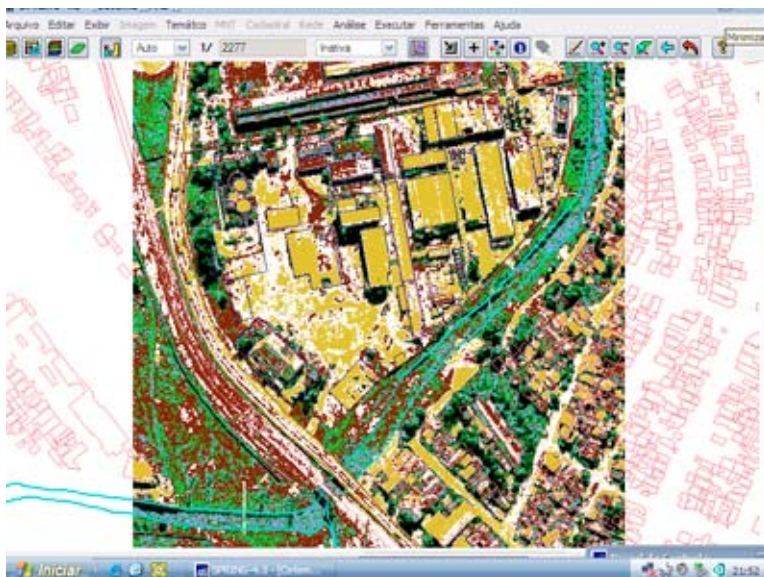 Arquivo Editar Exibir Imagem Temático MNT Cadastral Rede Análise Executar Ferramentas Ajuda
Auto 1/ 2277 Inativa ?
Minimiza
Iniciar SPRING-4.3 21:52